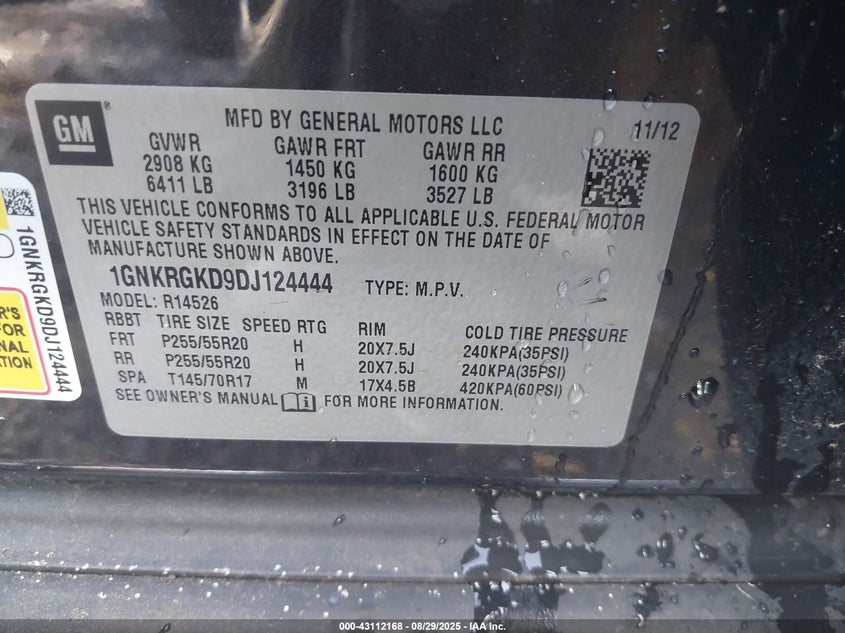 GM
®
MFD BY GENERAL MOTORS LLC
11/12
GVWR GAWR FRT GAWR RR
2908 KG 1450 KG 1600 KG
6411 LB 3196 LB 3527 LB
THIS VEHICLE CONFORMS TO ALL APPLICABLE U.S. FEDERAL MOTOR
VEHICLE SAFETY STANDARDS IN EFFECT ON THE DATE OF
MANUFACTURE SHOWN ABOVE.
1GNKRGKD9DJ124444 TYPE: M.P.V.
MODEL: R14526
RBBT TIRE SIZE SPEED RTG RIM COLD TIRE PRESSURE
FRT P255/55R20 H 20X7.5J 240KPA(35PSI)
RR P255/55R20 H 20X7.5J 240KPA(35PSI)
SPA T145/70R17 M 17X4.5B 420KPA(60PSI)
SEE OWNER'S MANUAL FOR MORE INFORMATION.
1GNKRGKD9DJ124444
FOR
000-43112168 - 08/29/2025 - IAA Inc.